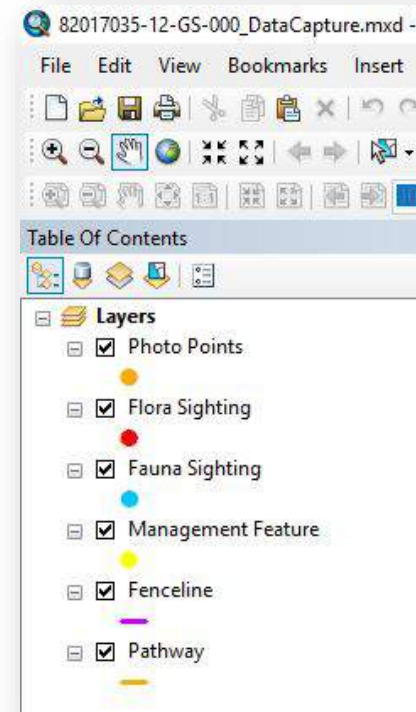 82017035-12-GS-000_DataCapture.mxd -
File Edit View Bookmarks Insert
Table Of Contents
Layers
Photo Points
Flora Sighting
Fauna Sighting
Management Feature
Fenceline
Pathway